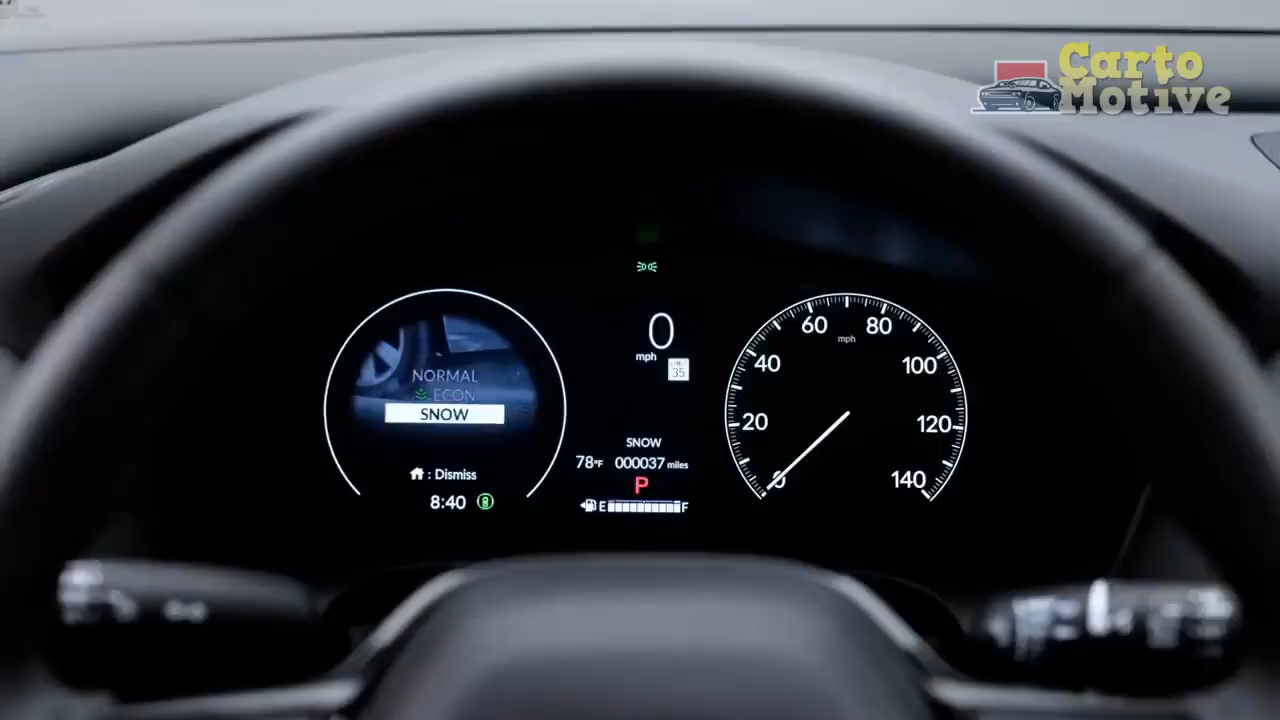 Carto
Motive
NORMAL
ECON
SNOW
: Dismiss
8:40
0
mph
35
SNOW
78°F 000037 miles
P
E F
0
20
40
60
80
100
120
140
mph